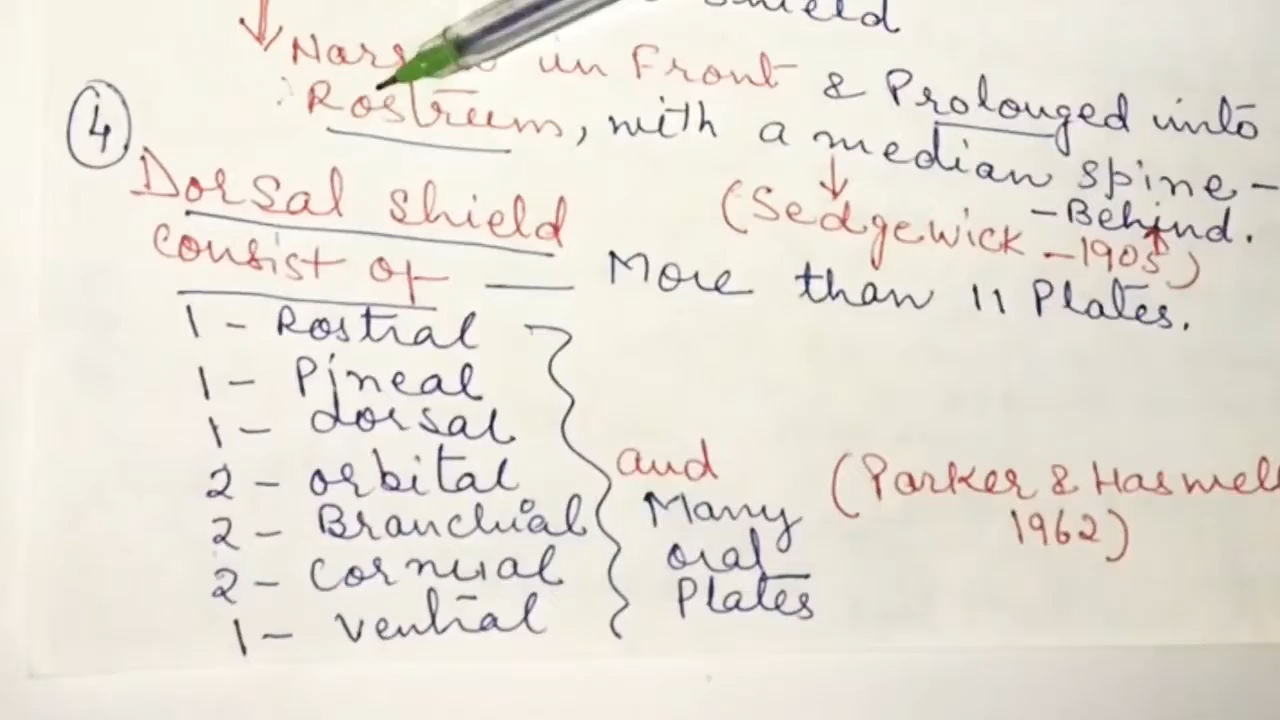 shield
in Front & Prolouged into
④ Rostrum, with a median spine -
- Behind.
Dorsal shield (Sedgewick - 1905)
consist of — More than 11 Plates.
1 - Rostral
1 - Pineal
1 - dorsal
2 - orbital
2 - Branchial
2 - Cornual
1 - Ventral
and
Many
oral
Plates
(Parker & Haswell
1962)